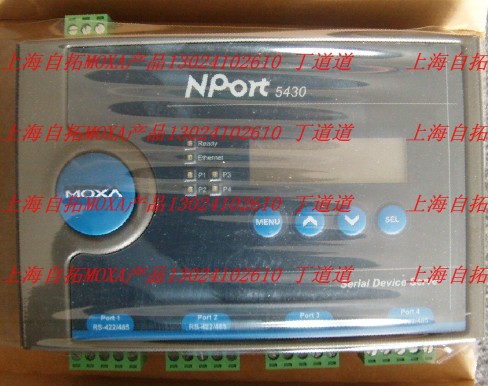 上海自拓MOXA产品13024102610 丁道道 上海自拓
NPort 5430
上海自拓MOXA产品13024102610 丁道道 上海自拓
Ready
Ethernet
P1 P3
P2 P4
MOXA
上海自拓MOXA产品13024102610 丁道道 上海自拓
MENU SEL
上海自拓MOXA产品13024102610 丁道道 上海自拓
Serial Device
Port 1 Port 2 Port 3 Port 4
RS-422/485 RS-422/485
上海自拓MOXA产品13024102610 丁道道 上海自拓